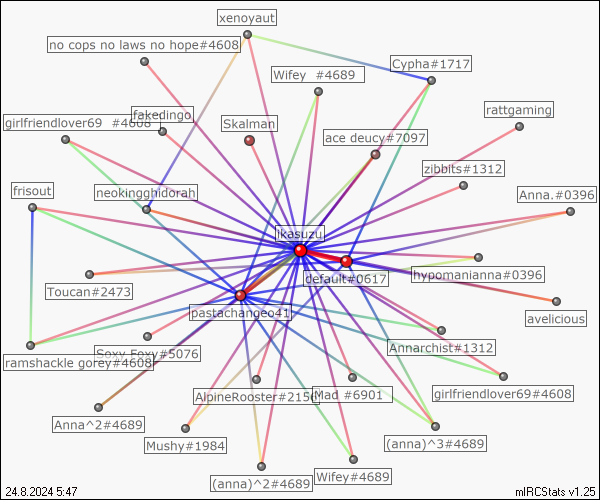 xenoyaut
no cops no laws no hope#4608
Cypha#1717
Wifey #4689
rattgaming
fakedingo
girlfriendlover69 #4608
Skalman
ace deucy#7097
zibbits#1312
frisout
neokingghidorah
Anna.#0396
ikasuzu
default#0617
hypomanianna#0396
Toucan#2473
pastachangeo41
avelicious
Annarchist#1312
ramshackle gorey#4608
Soxy Foxy#5076
AlpineRooster#2150
Mad #6901
girlfriendlover69#4608
Anna^2#4689
Mushy#1984
(anna)^3#4689
(anna)^2#4689
Wifey#4689
24.8.2024 5:47
mIRCStats v1.25